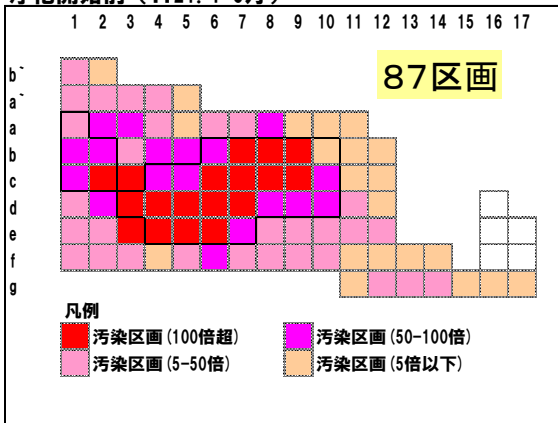 1 2 3 4 5 6 7 8 9 10 11 12 13 14 15 16 17
87区画
b`
a`
a
b
c
d
e
f
g
凡例
汚染区画(100倍超) 汚染区画(50-100倍)
汚染区画(5-50倍) 汚染区画(5倍以下)